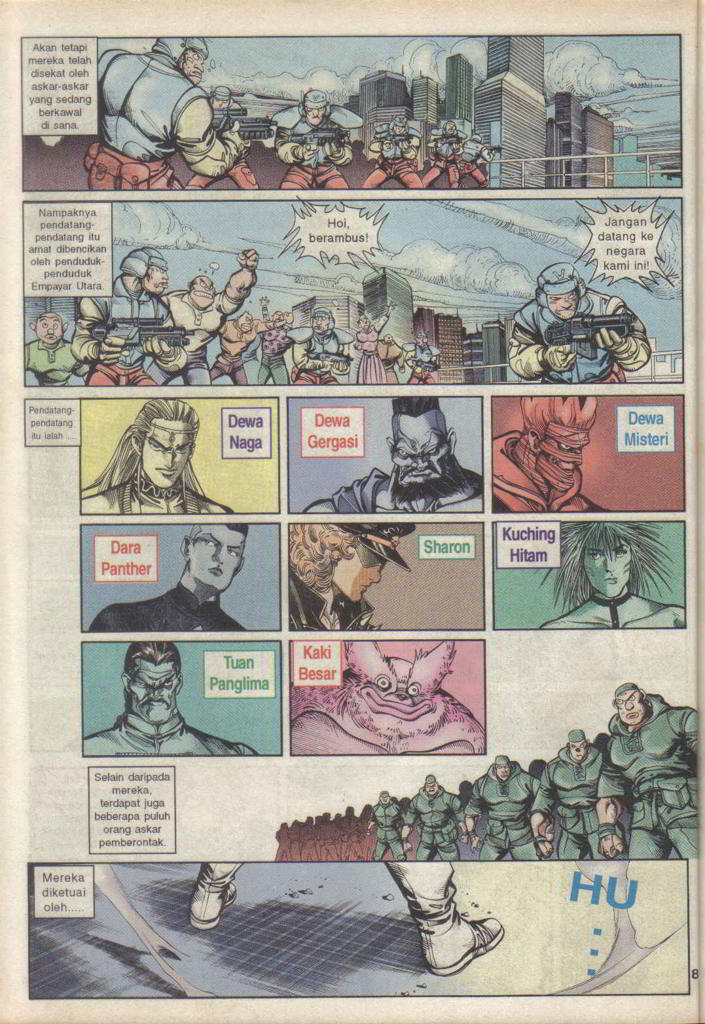 Akan tetapi
mereka telah
disekat oleh
askar-askar
yang sedang
berkawal
di sana.
Nampaknya
pendatang-
pendatang itu
amat dibencikan
oleh penduduk-
penduduk
Empayar Utara.
Hoi,
berambus!
Jangan
datang ke
negara
kami ini!
Pendatang-
pendatang
itu ialah ....
Dewa
Naga
Dewa
Gergasi
Dewa
Misteri
Dara
Panther
Sharon
Kuching
Hitam
Tuan
Panglima
Kaki
Besar
Selain daripada
mereka,
terdapat juga
beberapa puluh
orang askar
pemberontak.
Mereka
diketuai
oleh.....
HU
...
8